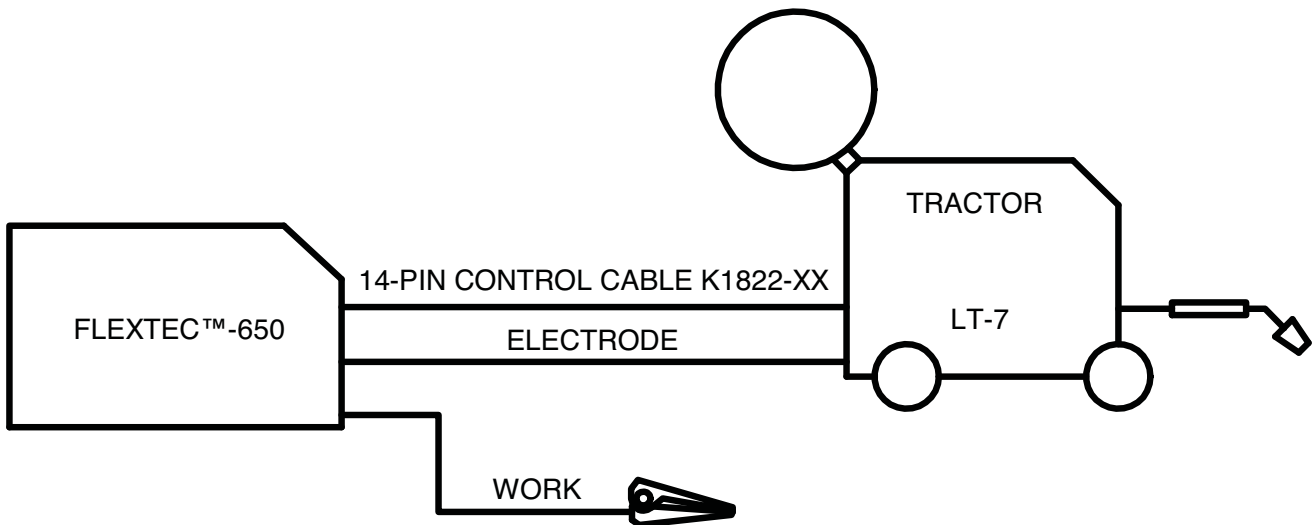 TRACTOR
14-PIN CONTROL CABLE K1822-XX
FLEXTEC™-650
LT-7
ELECTRODE
WORK